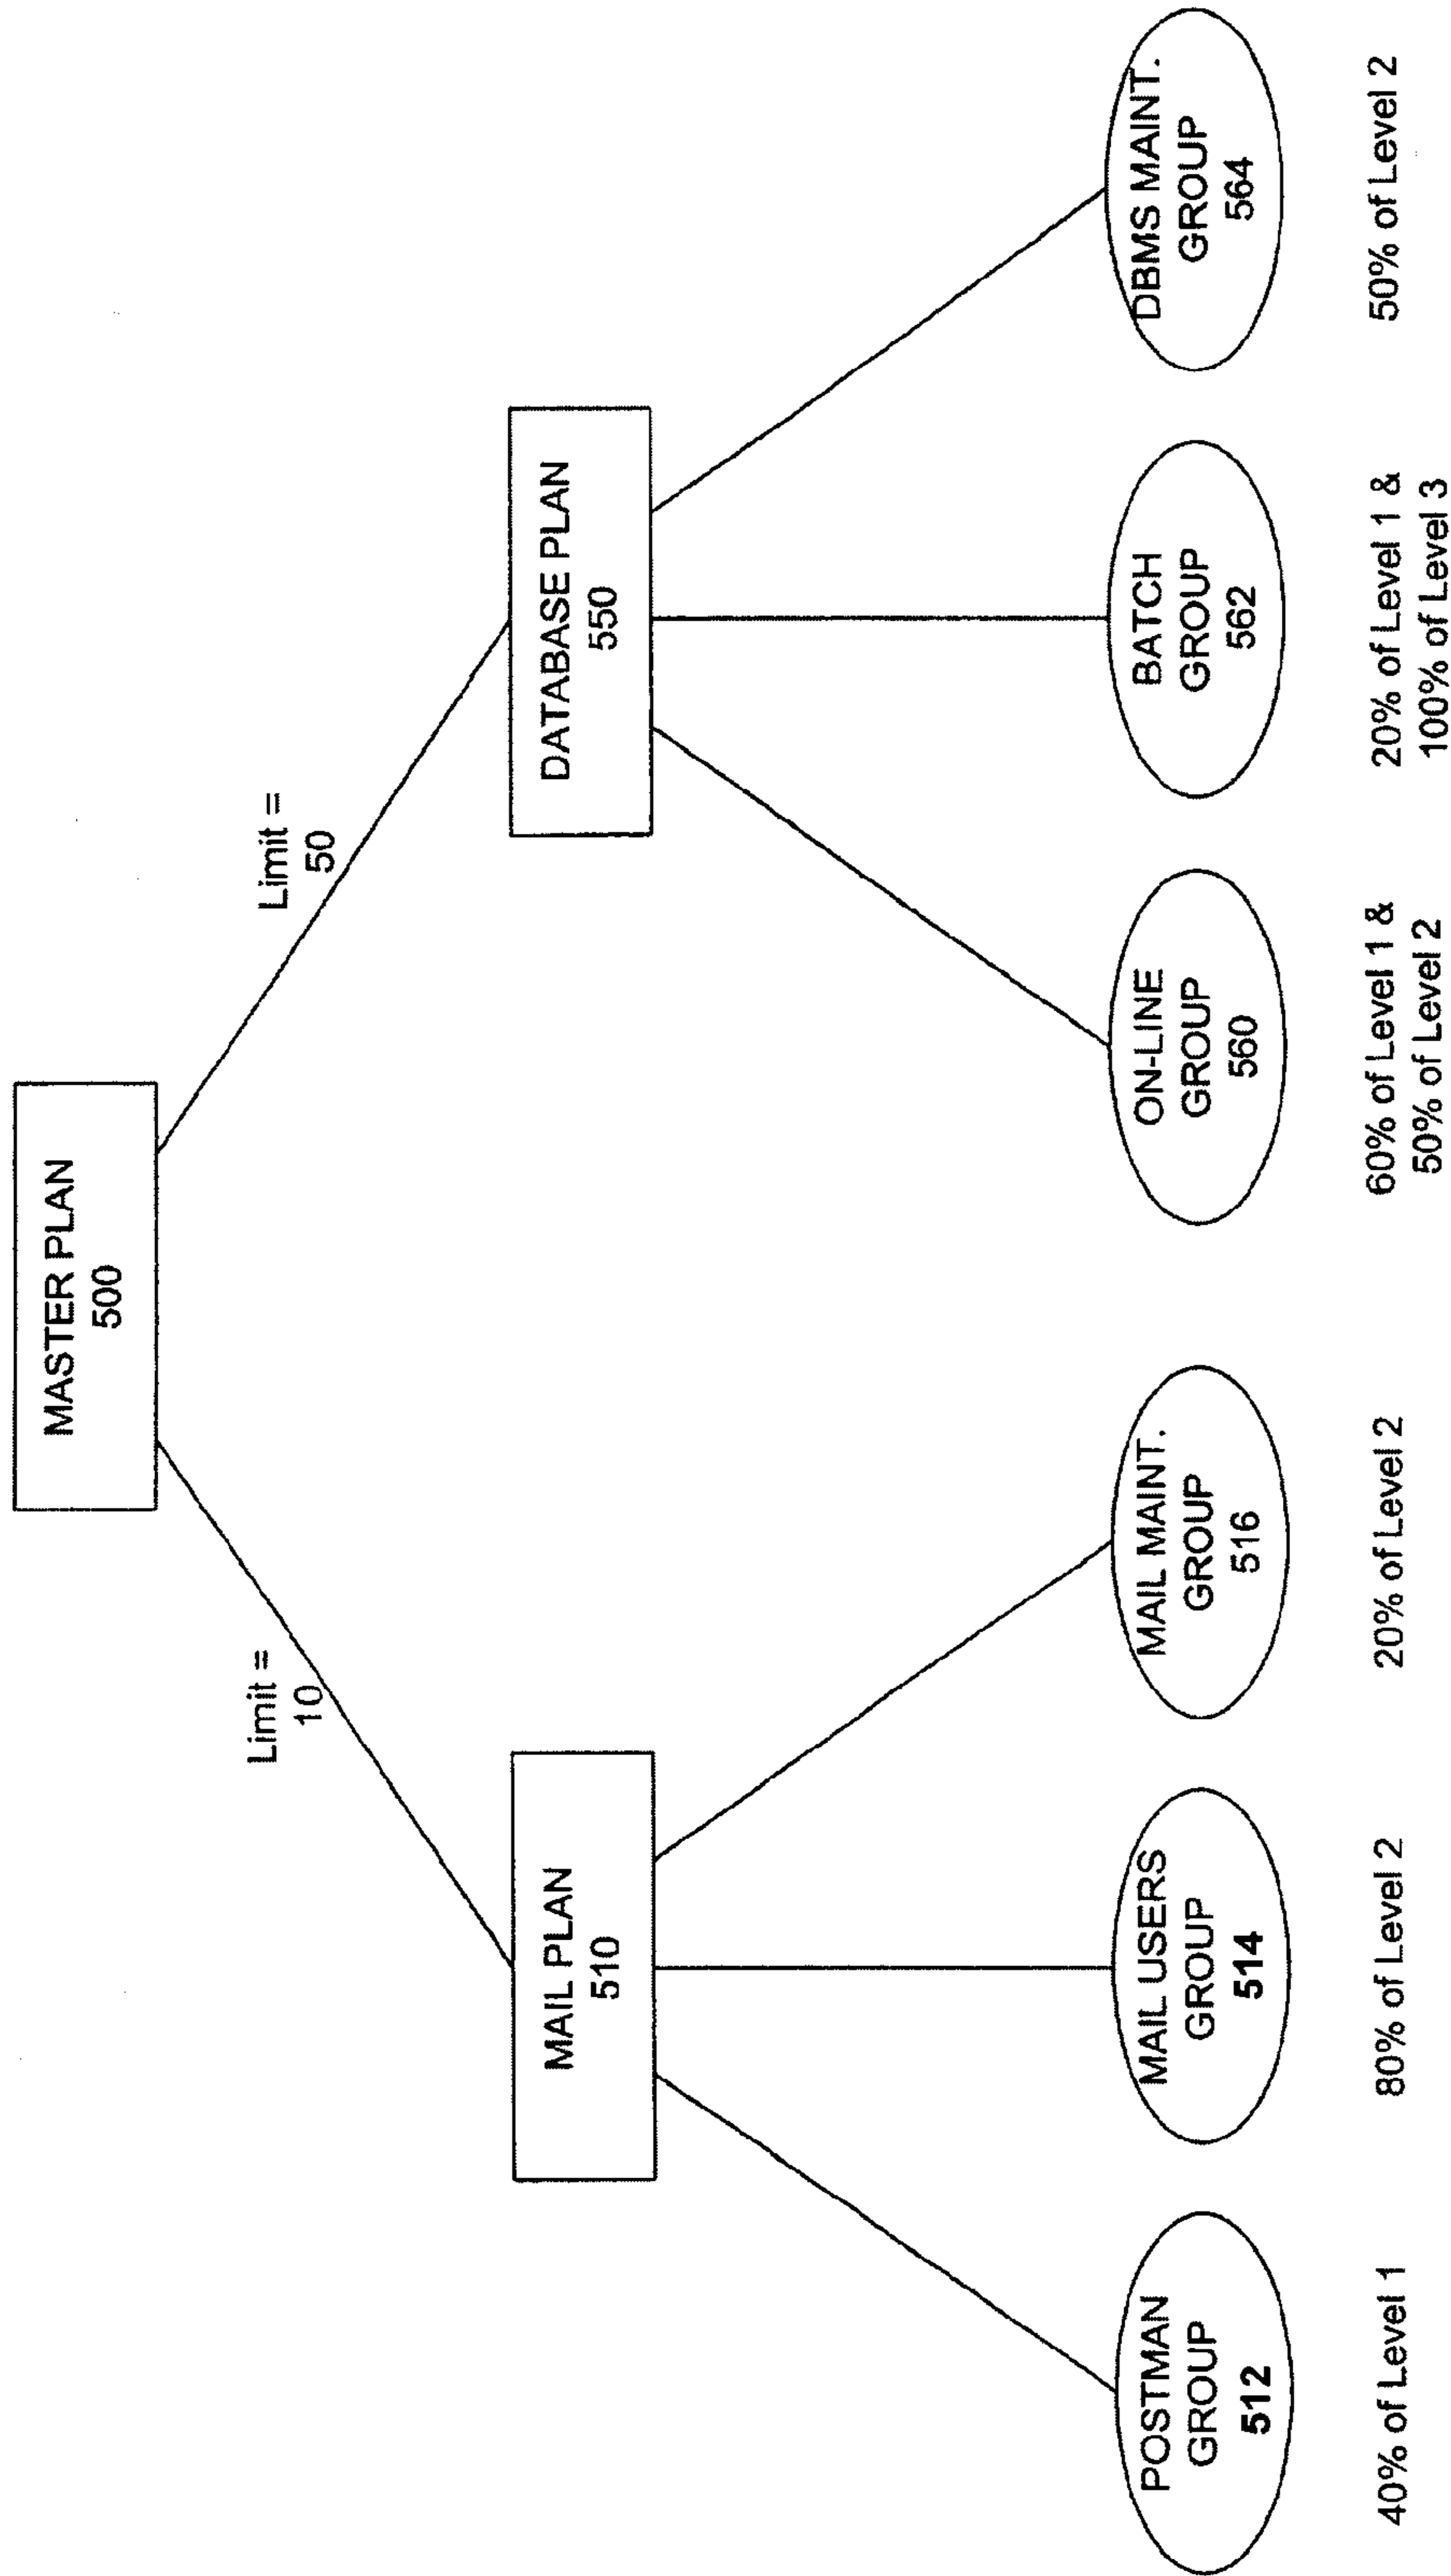 MASTER PLAN
500
Limit =
10
Limit =
50
MAIL PLAN
510
DATABASE PLAN
550
POSTMAN
GROUP
512
MAIL USERS
GROUP
514
MAIL MAINT.
GROUP
516
ON-LINE
GROUP
560
BATCH
GROUP
562
DBMS MAINT.
GROUP
564
40% of Level 1
80% of Level 2
20% of Level 2
60% of Level 1 &
50% of Level 2
20% of Level 1 &
100% of Level 3
50% of Level 2